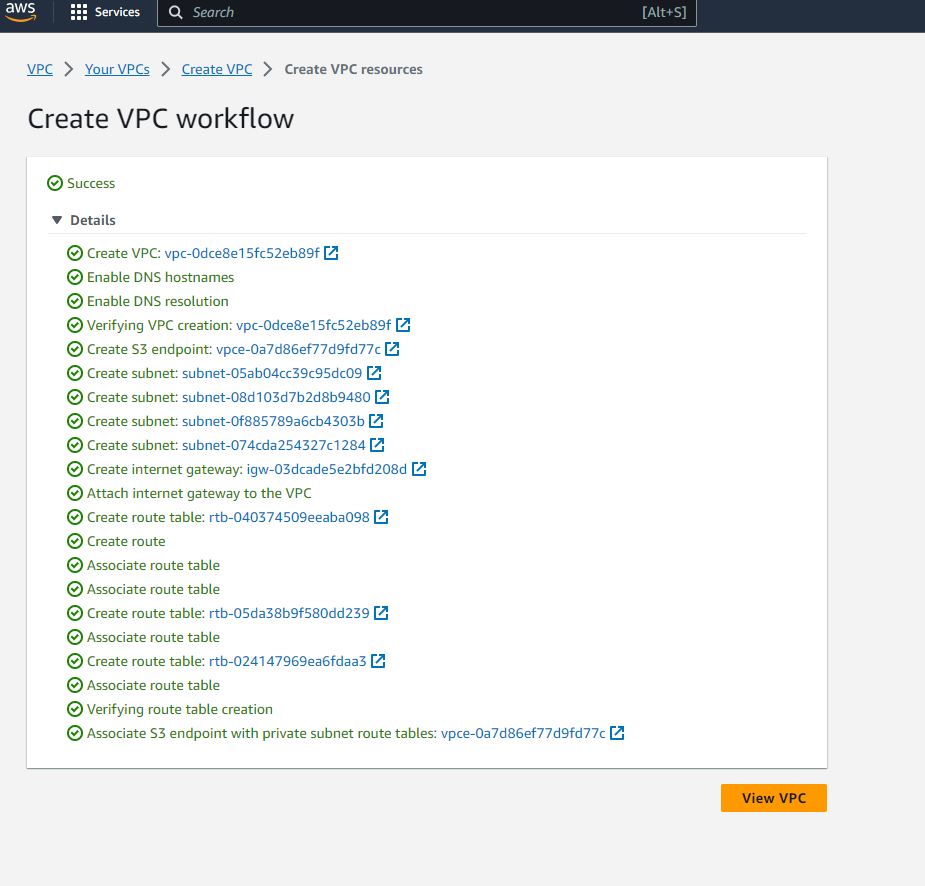 aws Services Search [Alt+S]
VPC Your VPCs Create VPC Create VPC resources
Create VPC workflow
Success
Details
Create VPC: vpc-0dce8e15fc52eb89f
Enable DNS hostnames
Enable DNS resolution
Verifying VPC creation: vpc-0dce8e15fc52eb89f
Create S3 endpoint: vpce-0a7d86ef77d9fd77c
Create subnet: subnet-05ab04cc39c95dc09
Create subnet: subnet-08d103d7b2d8b9480
Create subnet: subnet-0f885789a6cb4303b
Create subnet: subnet-074cda254327c1284
Create internet gateway: igw-03dcade5e2bfd208d
Attach internet gateway to the VPC
Create route table: rtb-040374509eeaba098
Create route
Associate route table
Associate route table
Create route table: rtb-05da38b9f580dd239
Associate route table
Create route table: rtb-024147969ea6fdaa3
Associate route table
Verifying route table creation
Associate S3 endpoint with private subnet route tables: vpce-0a7d86ef77d9fd77c
View VPC